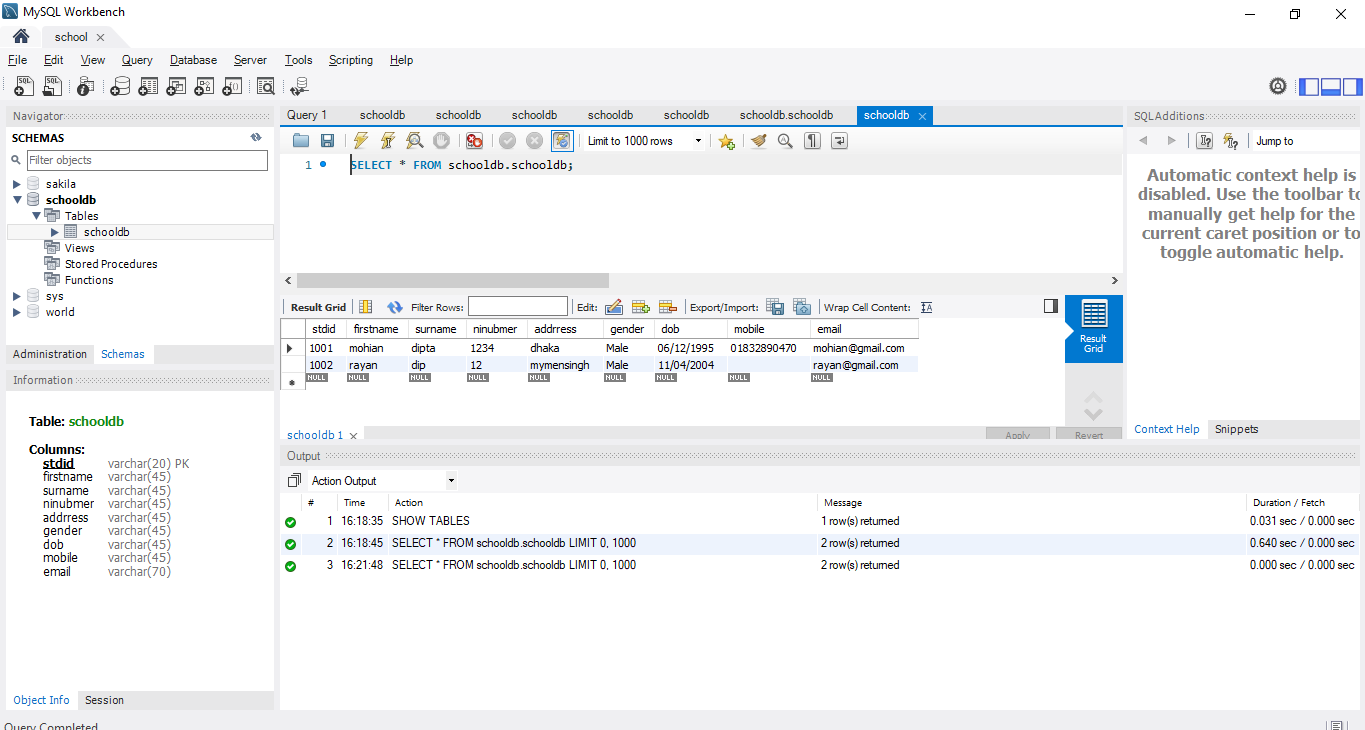 MySQL Workbench
school
File Edit View Query Database Server Tools Scripting Help
Navigator
SCHEMAS
Filter objects
sakila
schooldb
Tables
schooldb
Views
Stored Procedures
Functions
sys
world
Administration Schemas
Information
Table: schooldb
Columns:
stdid varchar(20) PK
firstname varchar(45)
surname varchar(45)
ninubmer varchar(45)
addrress varchar(45)
gender varchar(45)
dob varchar(45)
mobile varchar(45)
email varchar(70)
Object Info Session
Query 1 schooldb schooldb schooldb schooldb schooldb schooldb.schooldb schooldb
Limit to 1000 rows
1 SELECT * FROM schooldb.schooldb;
Result Grid Filter Rows: Edit: Export/Import: Wrap Cell Content:
stdid firstname surname ninubmer addrress gender dob mobile email
1001 mohian dipta 1234 dhaka Male 06/12/1995 01832890470 mohian@gmail.com
1002 rayan dip 12 mymensingh Male 11/04/2004 rayan@gmail.com
NULL NULL NULL NULL NULL NULL NULL NULL NULL
Result
Grid
schooldb 1 Apply Revert
SQLAdditions
Jump to
Automatic context help is
disabled. Use the toolbar to
manually get help for the
current caret position or to
toggle automatic help.
Context Help Snippets
Output
Action Output
# Time Action Message Duration / Fetch
1 16:18:35 SHOW TABLES 1 row(s) returned 0.031 sec / 0.000 sec
2 16:18:45 SELECT * FROM schooldb.schooldb LIMIT 0, 1000 2 row(s) returned 0.640 sec / 0.000 sec
3 16:21:48 SELECT * FROM schooldb.schooldb LIMIT 0, 1000 2 row(s) returned 0.000 sec / 0.000 sec
Query Completed